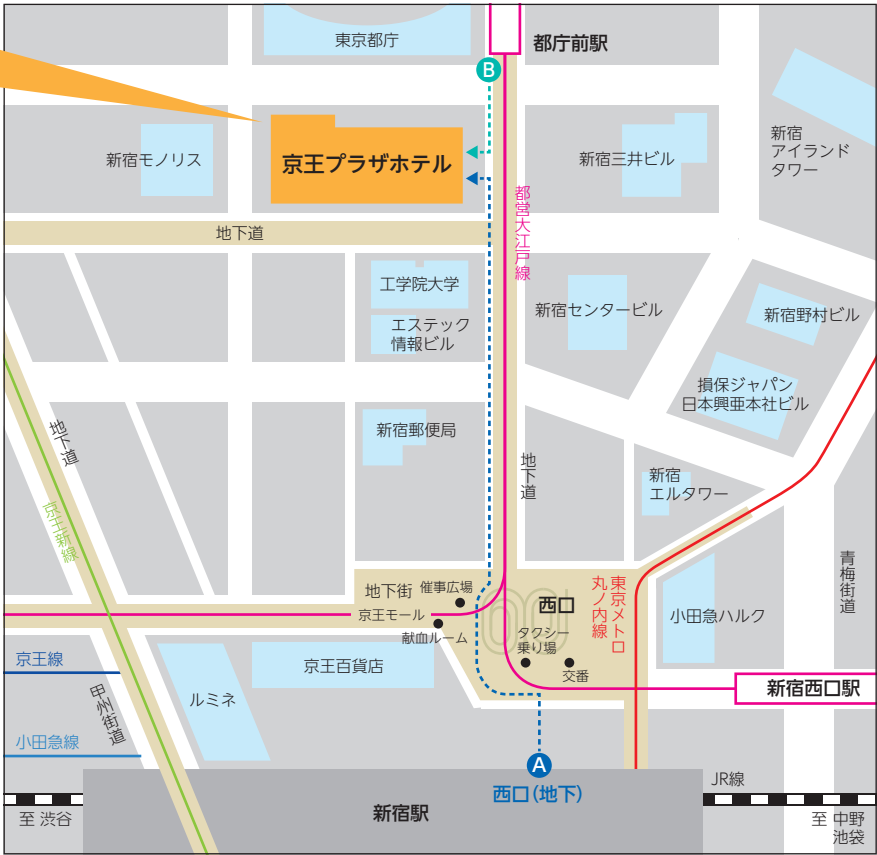 東京都庁
都庁前駅
B
新宿モノリス
京王プラザホテル
新宿三井ビル
新宿
アイランド
タワー
都営大江戸線
地下道
工学院大学
エステック
情報ビル
新宿センタービル
新宿野村ビル
損保ジャパン
日本興亜本社ビル
地下道
京王新線
新宿郵便局
地下道
新宿
エルタワー
青梅街道
地下街
催事広場
京王モール
献血ルーム
西口
タクシー
乗り場
交番
東京メトロ
丸ノ内線
小田急ハルク
京王線
甲州街道
小田急線
ルミネ
京王百貨店
新宿西口駅
A
西口(地下)
新宿駅
JR線
至 渋谷
至 中野
池袋